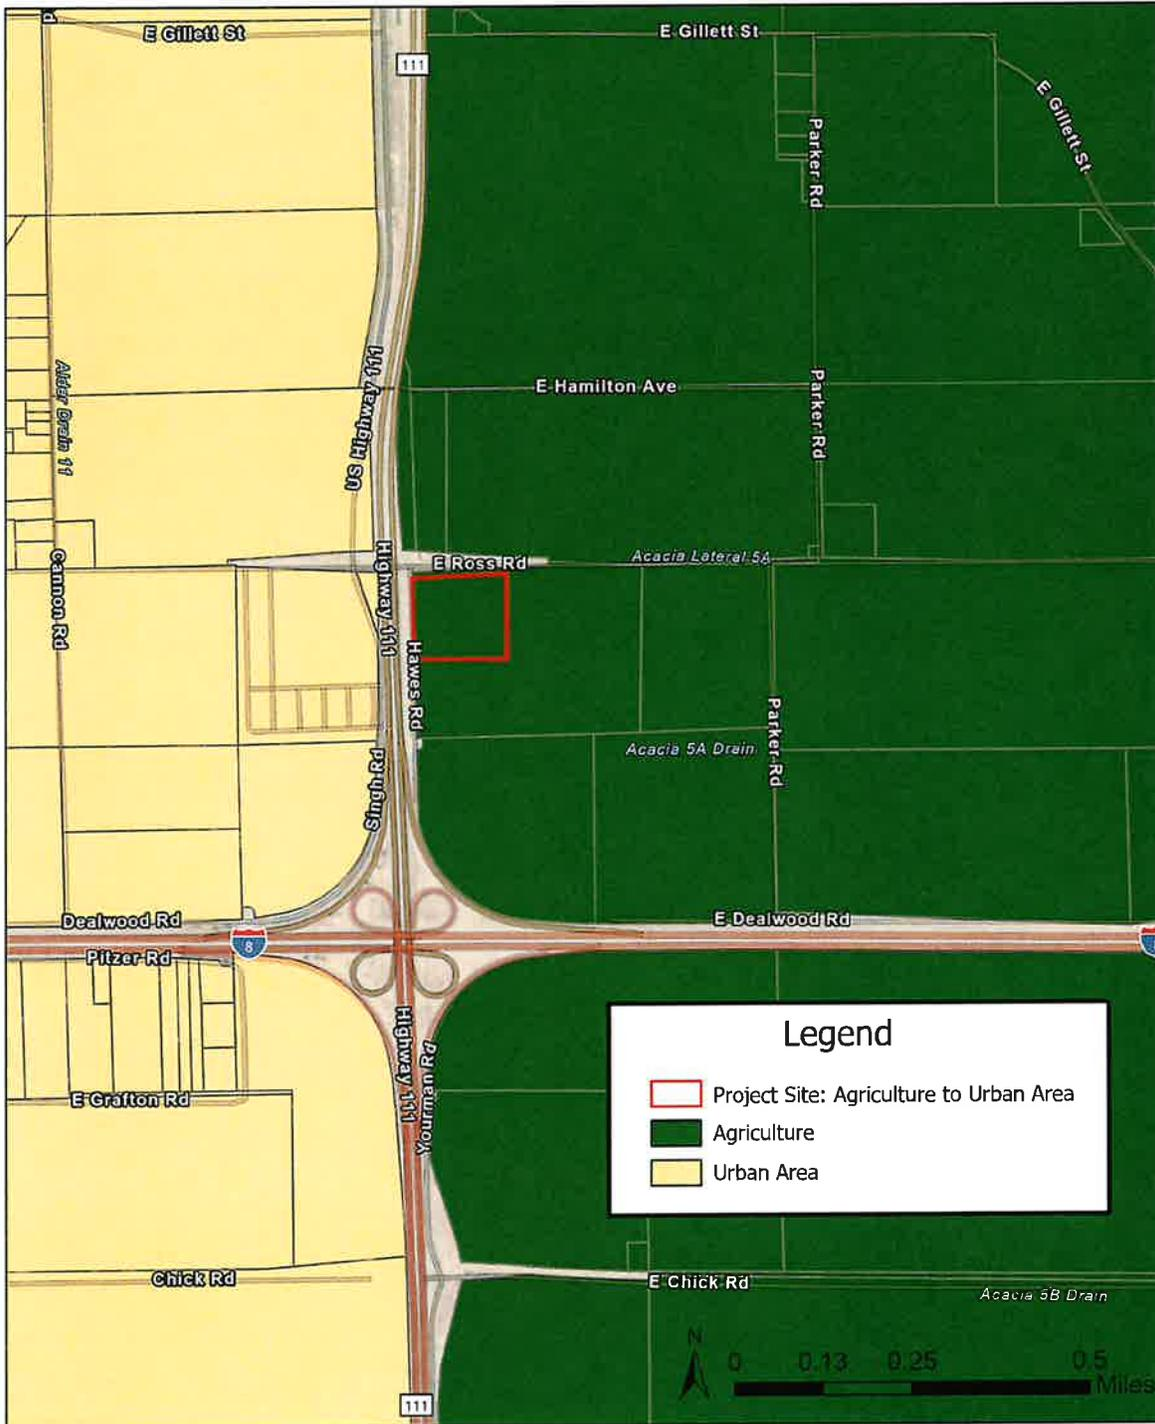 Rd
E Gillett St
E Gillett St
111
E Gillett St
Parker Rd
US Highway 111
E Hamilton Ave
Parker Rd
Alder Drain 11
Cannon Rd
Highway 111
E Ross Rd
Acacia Lateral 5A
Hawes Rd
Parker Rd
Acacia 5A Drain
Singh Rd
Dealwood Rd
E Dealwood Rd
8
Pitzer Rd
Highway 111
Yourman Rd
E Grafton Rd
Legend
Project Site: Agriculture to Urban Area
Agriculture
Urban Area
Chick Rd
E Chick Rd
Acacia 5B Drain
N
0 0.13 0.25 0.5
Miles
111